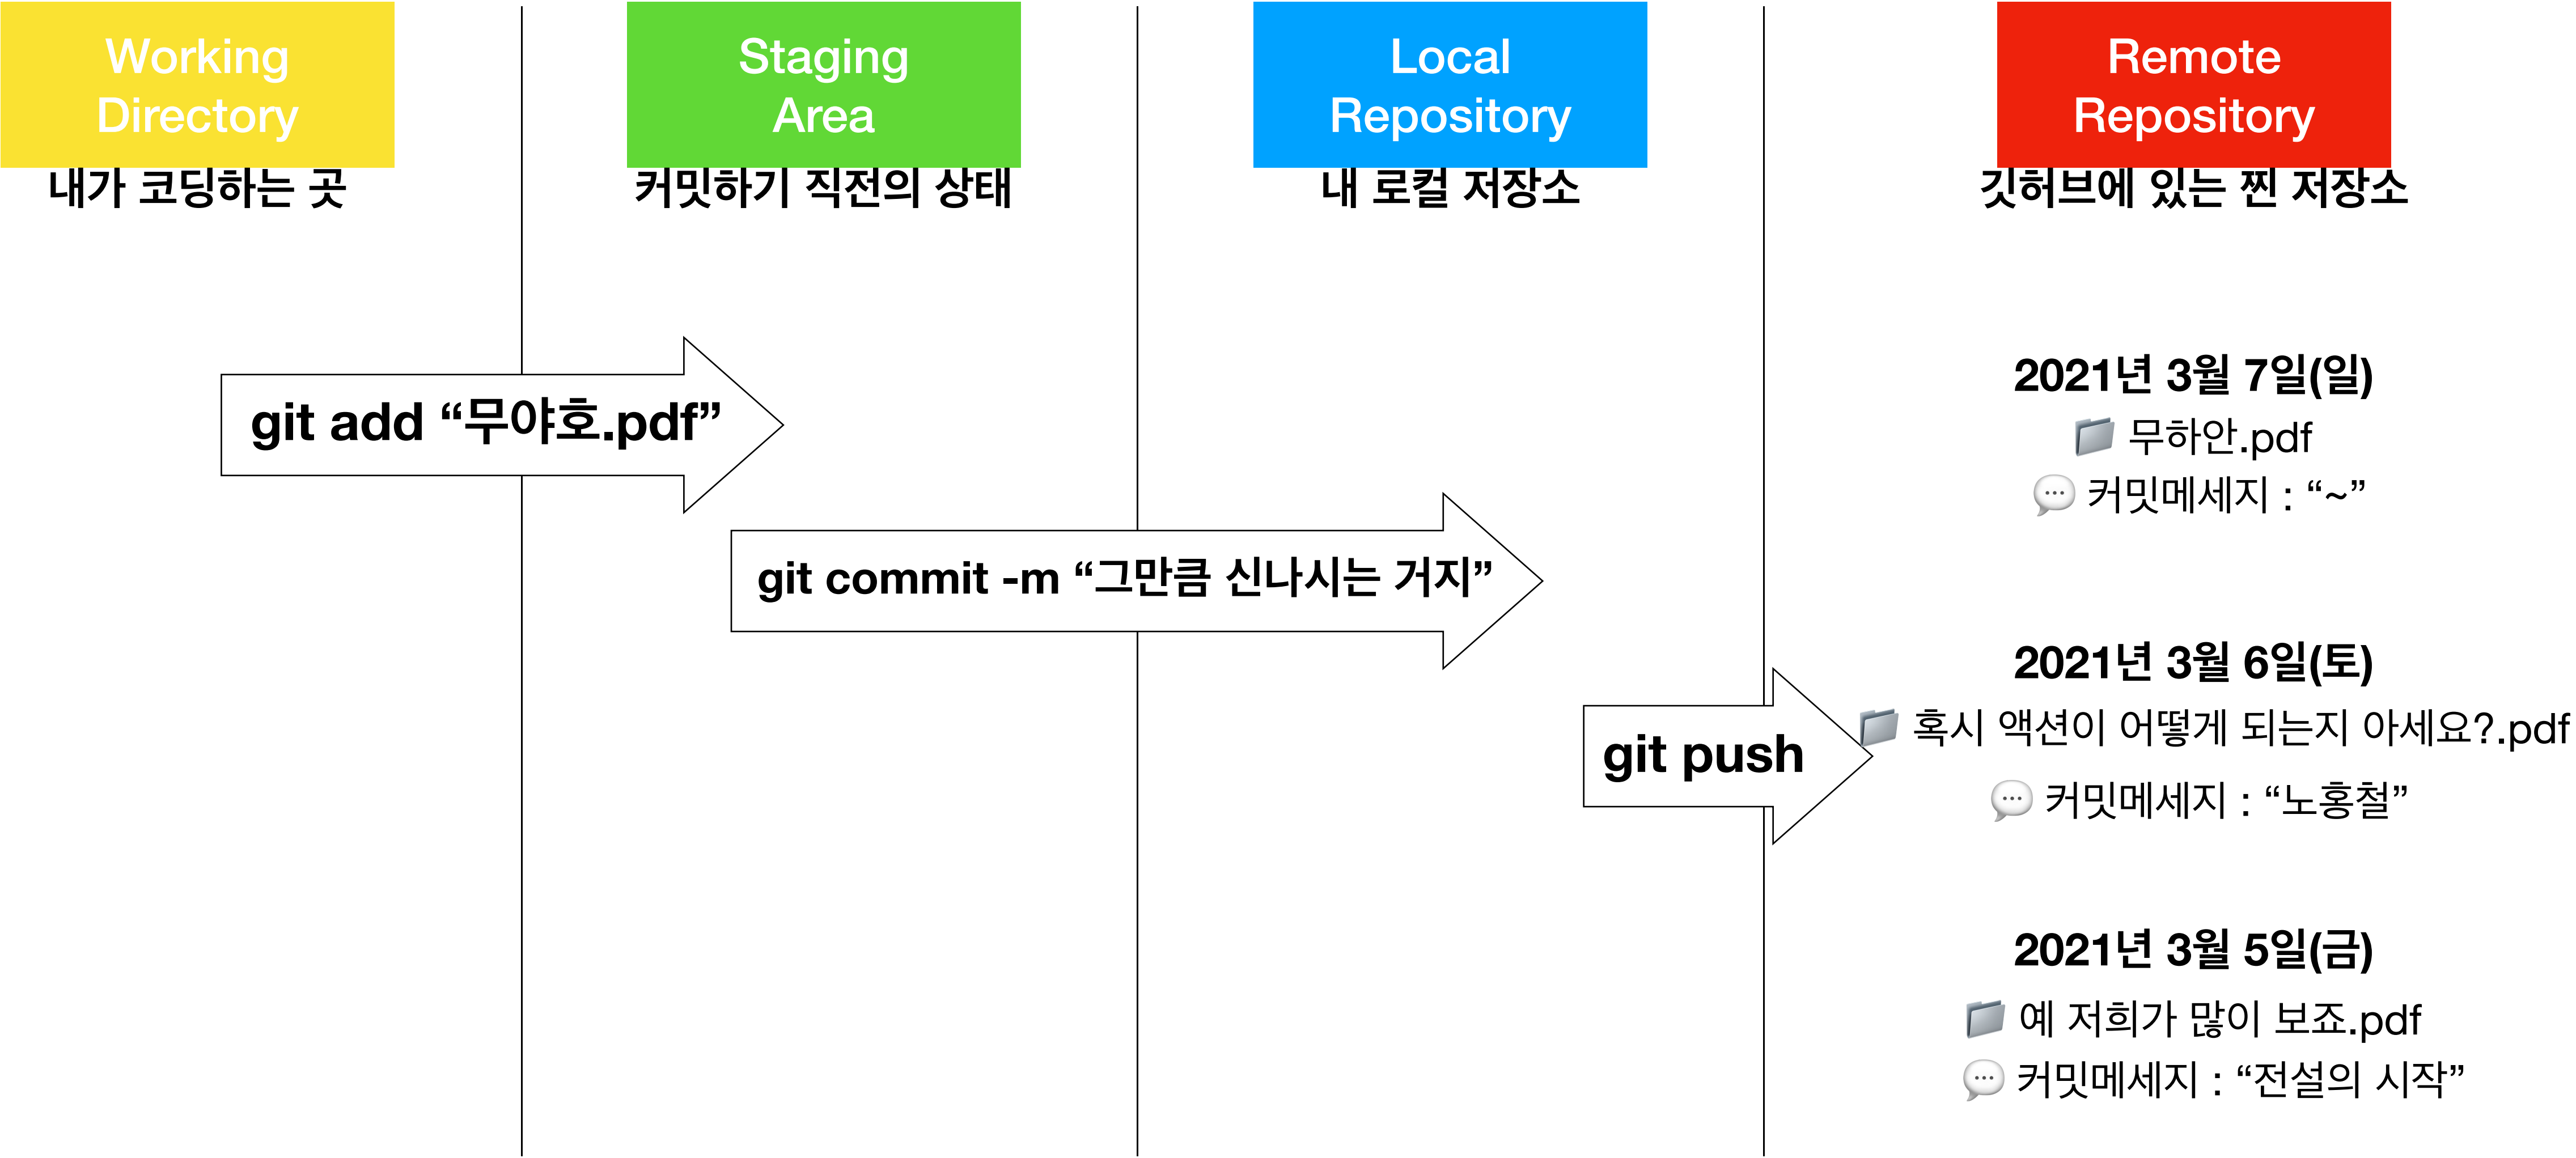 Working
Directory
내가 코딩하는 곳
Staging
Area
커밋하기 직전의 상태
Local
Repository
내 로컬 저장소
Remote
Repository
깃허브에 있는 찐 저장소
git add “무야호.pdf”
git commit -m “그만큼 신나시는 거지”
git push
2021년 3월 7일(일)
무하안.pdf
커밋메세지 : “~”
2021년 3월 6일(토)
혹시 액션이 어떻게 되는지 아세요?.pdf
커밋메세지 : “노홍철”
2021년 3월 5일(금)
예 저희가 많이 보죠.pdf
커밋메세지 : “전설의 시작”